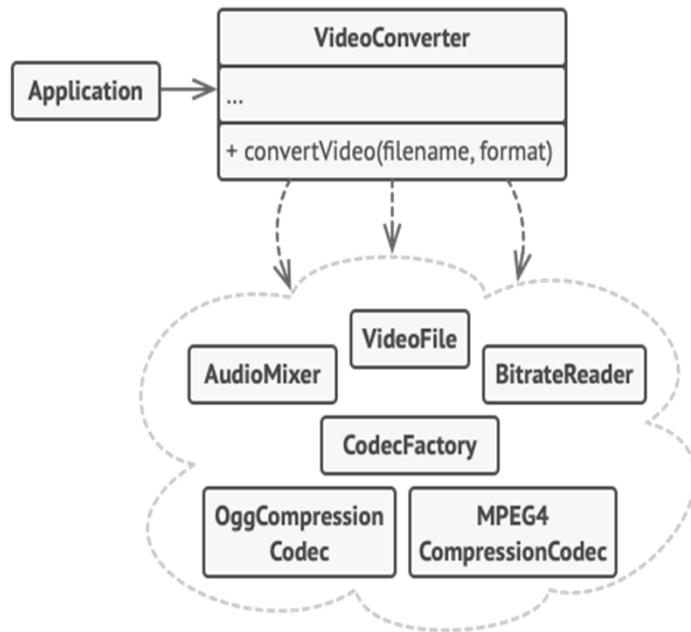 VideoConverter
Application
...
+ convertVideo(filename, format)
VideoFile
AudioMixer
BitrateReader
CodecFactory
OggCompression
Codec
MPEG4
CompressionCodec